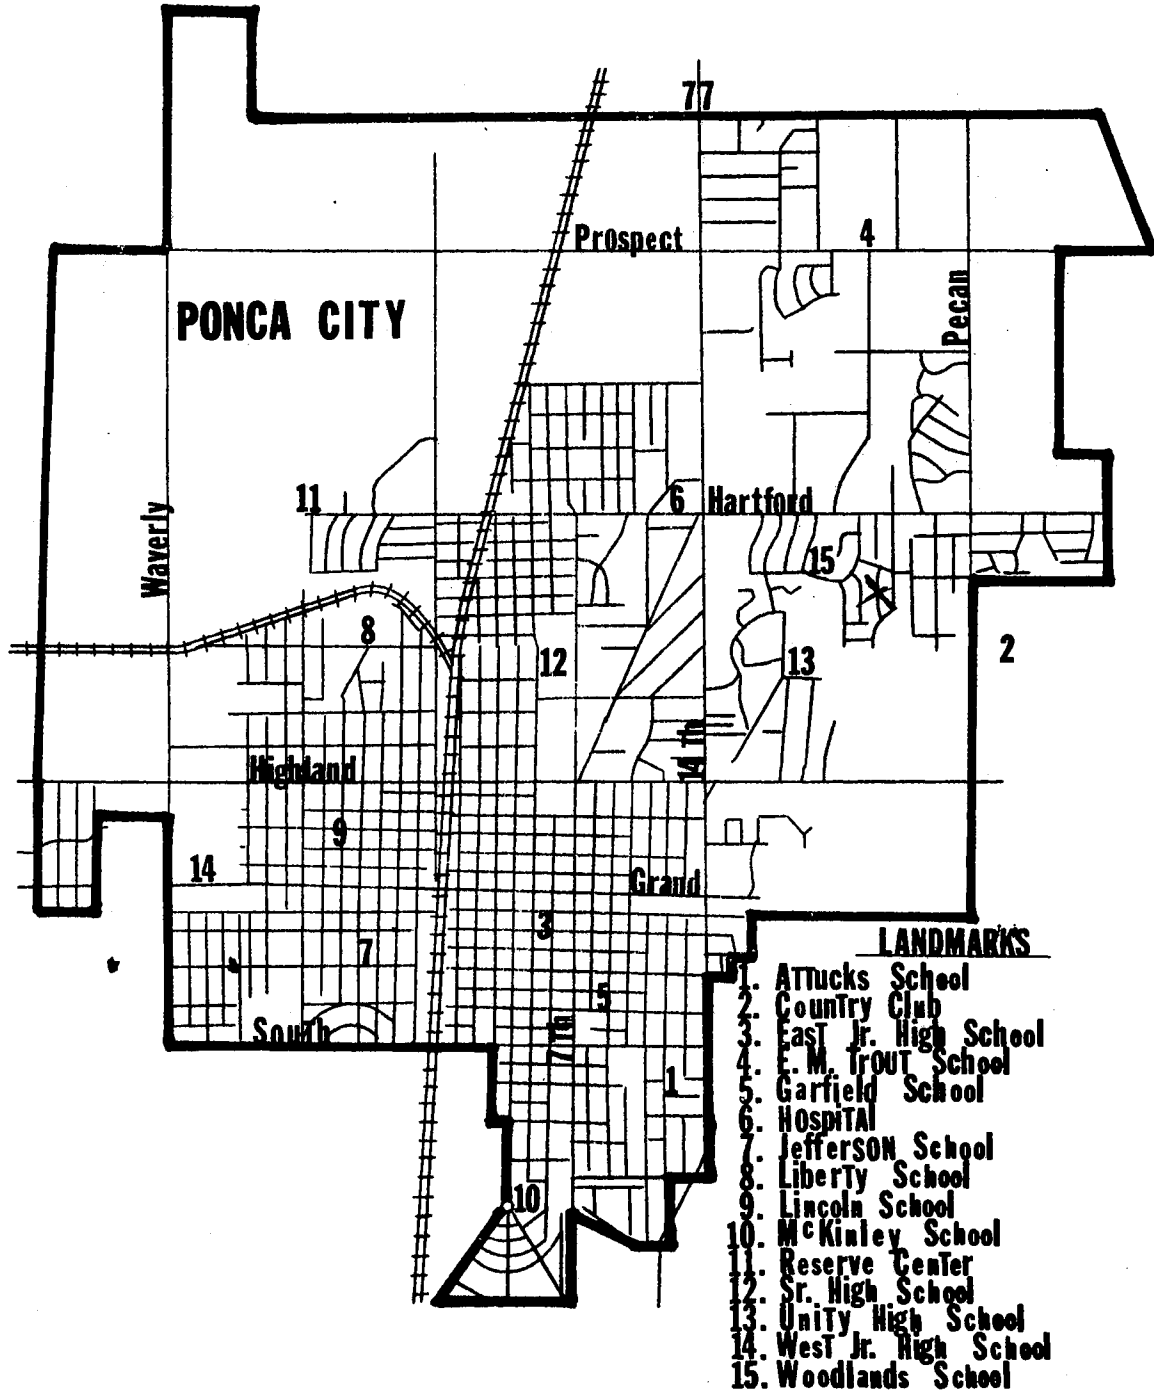 77
Prospect
4
PONCA CITY
Pecan
11
6
Hartford
Waverly
15
8
12
13
2
14 Th
Highland
9
14
Grand
3
7
5
South
7 Th
1
10
LANDMARKS
1. Attucks School
2. Country Club
3. East Jr. High School
4. E. M. Trout School
5. Garfield School
6. Hospital
7. Jefferson School
8. Liberty School
9. Lincoln School
10. McKinley School
11. Reserve Center
12. Sr. High School
13. Unity High School
14. West Jr. High School
15. Woodlands School